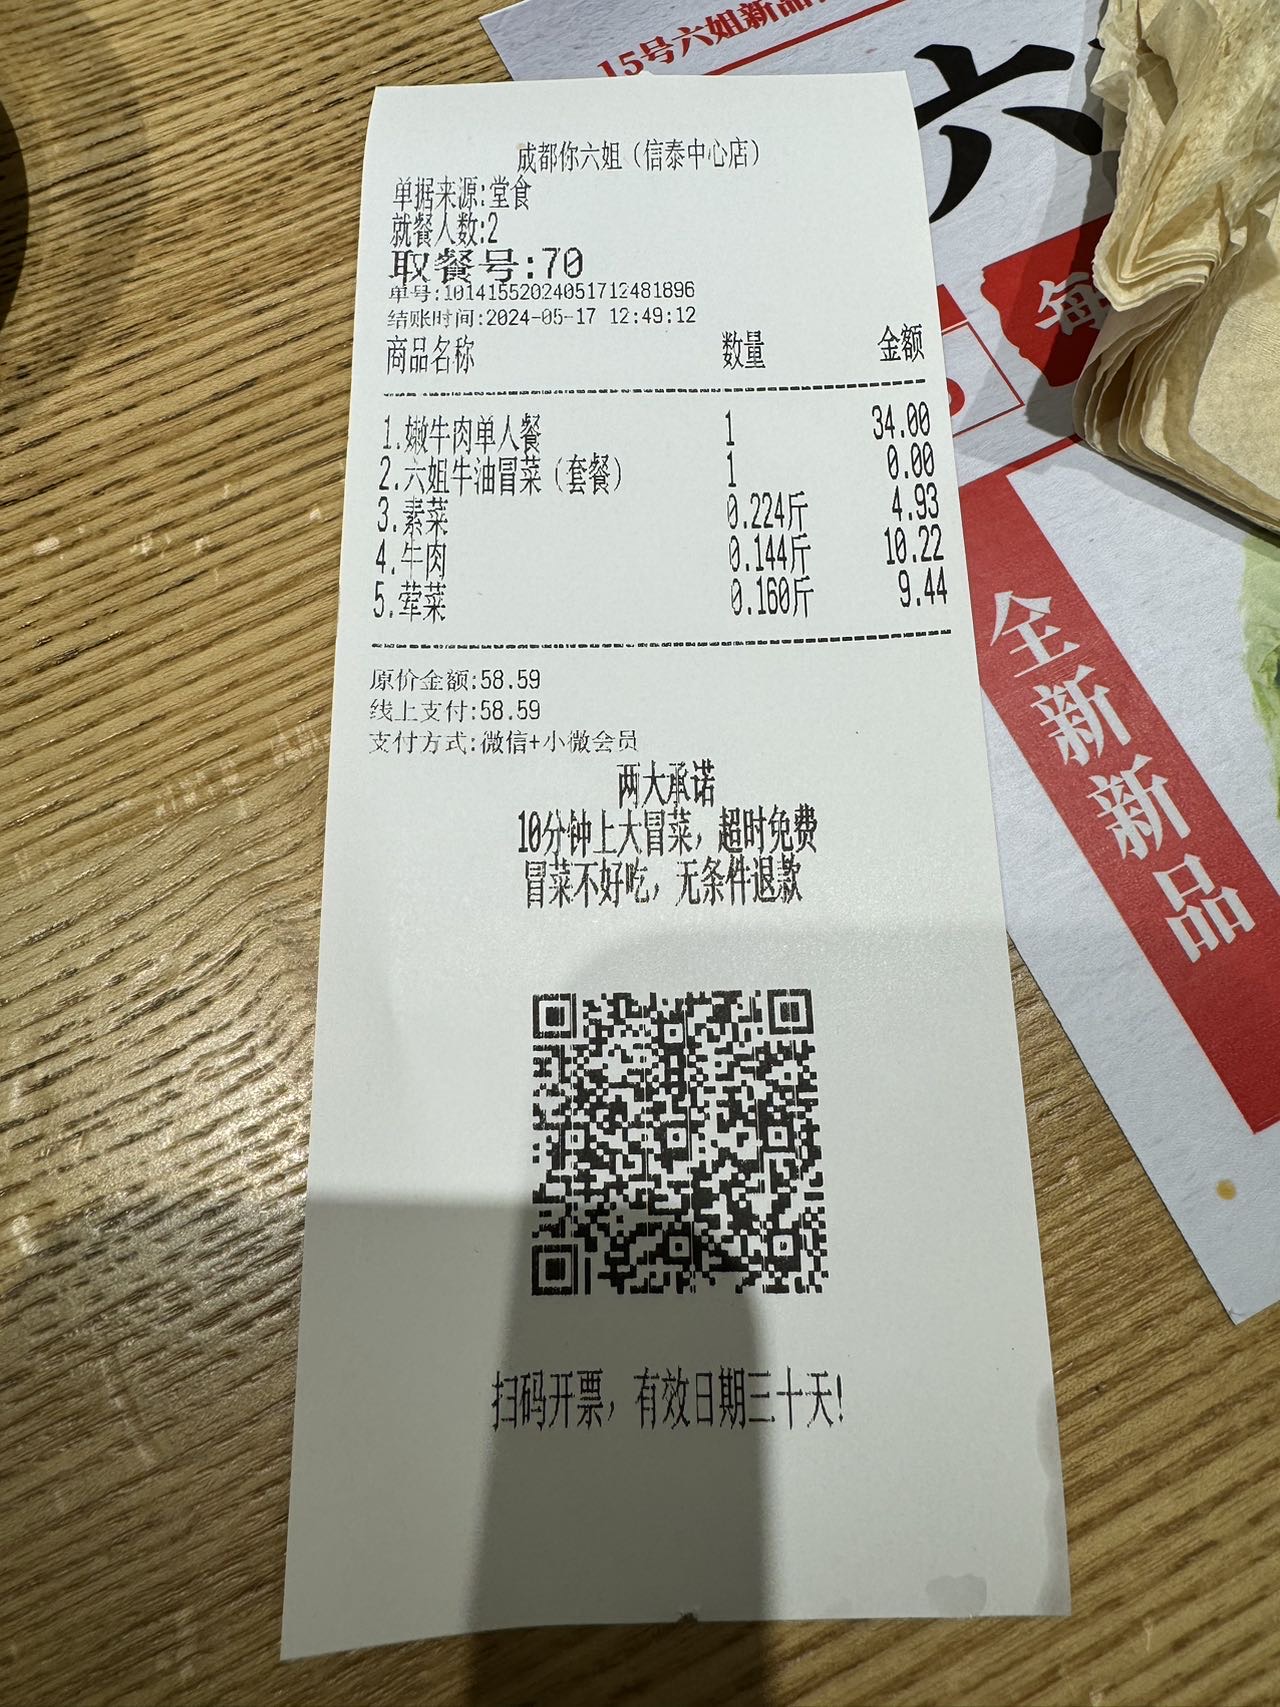 15号六姐新品
六
每
成都你六姐（信泰中心店）
单据来源:堂食
就餐人数:2
取餐号:70
单号:10141552024051712481896
结账时间:2024-05-17 12:49:12
商品名称 数量 金额
1.嫩牛肉单人餐 1 34.00
2.六姐牛油冒菜（套餐） 1 0.00
3.素菜 0.224斤 4.93
4.牛肉 0.144斤 10.22
5.荤菜 0.160斤 9.44
原价金额:58.59
线上支付:58.59
支付方式:微信+小微会员
两大承诺
10分钟上大冒菜，超时免费
冒菜不好吃，无条件退款
扫码开票，有效日期三十天!
全新新品